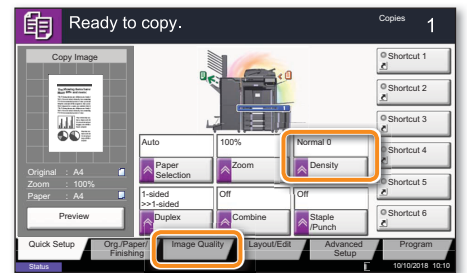 Ready to copy.
Copies 1
Copy Image
Original : A4
Zoom : 100%
Paper : A4
Preview
Auto
Paper
Selection
100%
Zoom
Normal 0
Density
1-sided
>>1-sided
Duplex
Off
Combine
Off
Staple
/Punch
Shortcut 1
Shortcut 2
Shortcut 3
Shortcut 4
Shortcut 5
Shortcut 6
Quick Setup
Org./Paper/
Finishing
Image Quality
Layout/Edit
Advanced
Setup
Program
Status
10/10/2018 10:10